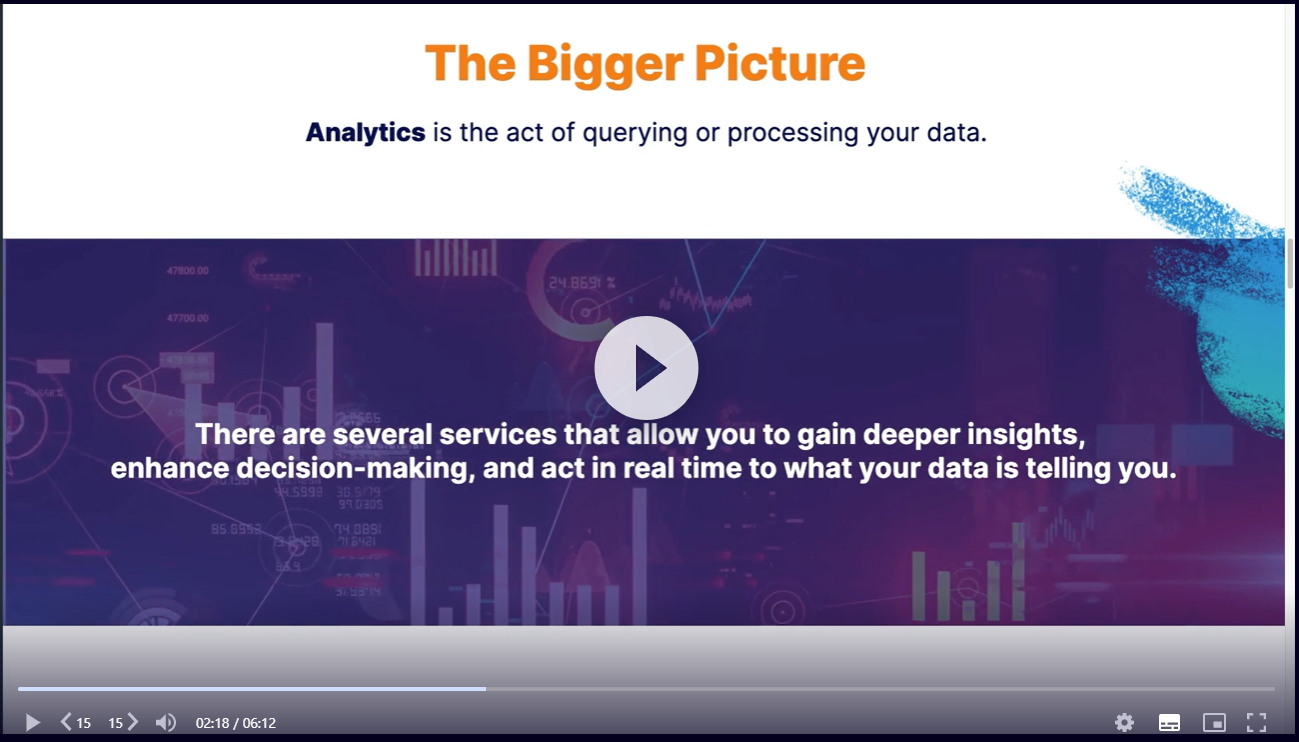 The Bigger Picture
Analytics is the act of querying or processing your data.
47800.00
24.8691 %
47700.00
There are several services that allow you to gain deeper insights,
enhance decision-making, and act in real time to what your data is telling you.
94.5999
15 15 02:18 / 06:12